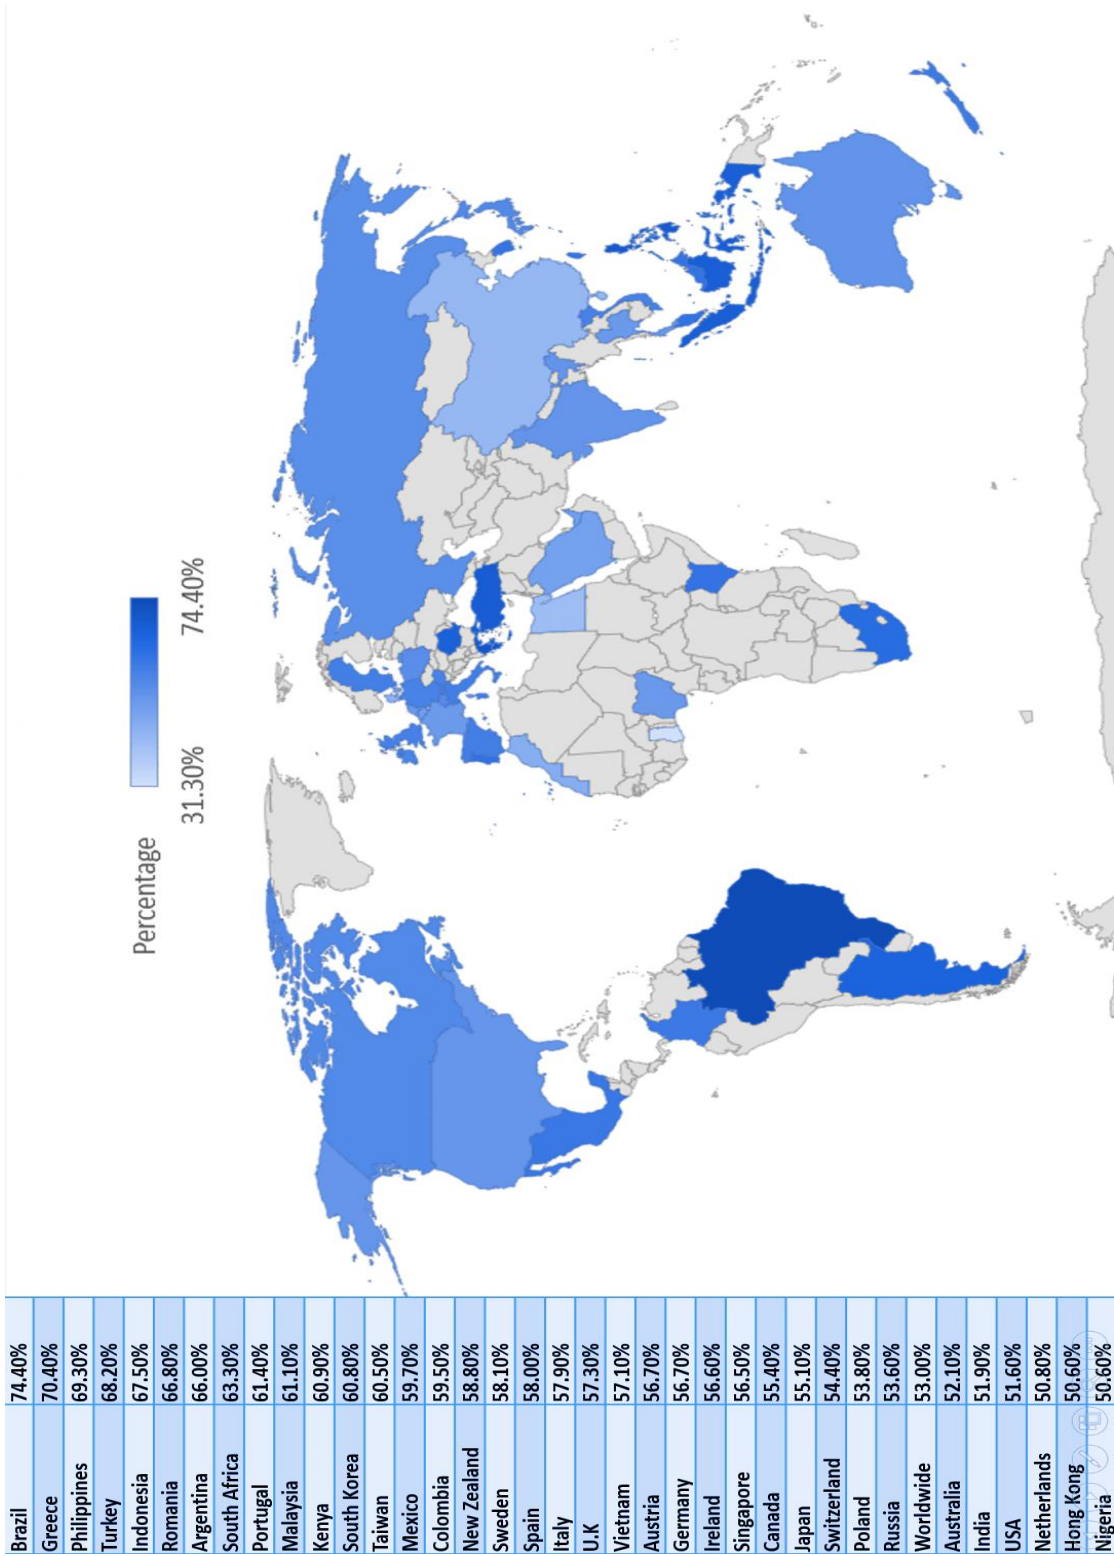 Brazil 74.40%
Greece 70.40%
Philippines 69.30%
Turkey 68.20%
Indonesia 67.50%
Romania 66.80%
Argentina 66.00%
South Africa 63.30%
Portugal 61.40%
Malaysia 61.10%
Kenya 60.90%
South Korea 60.80%
Taiwan 60.50%
Mexico 59.70%
Colombia 59.50%
New Zealand 58.80%
Sweden 58.10%
Spain 58.00%
Italy 57.90%
U.K 57.30%
Vietnam 57.10%
Austria 56.70%
Germany 56.70%
Ireland 56.60%
Singapore 56.50%
Canada 55.40%
Japan 55.10%
Switzerland 54.40%
Poland 53.80%
Russia 53.60%
Worldwide 53.00%
Australia 52.10%
India 51.90%
USA 51.60%
Netherlands 50.80%
Hong Kong 50.60%
Nigeria 50.60%
Percentage
31.30% 74.40%